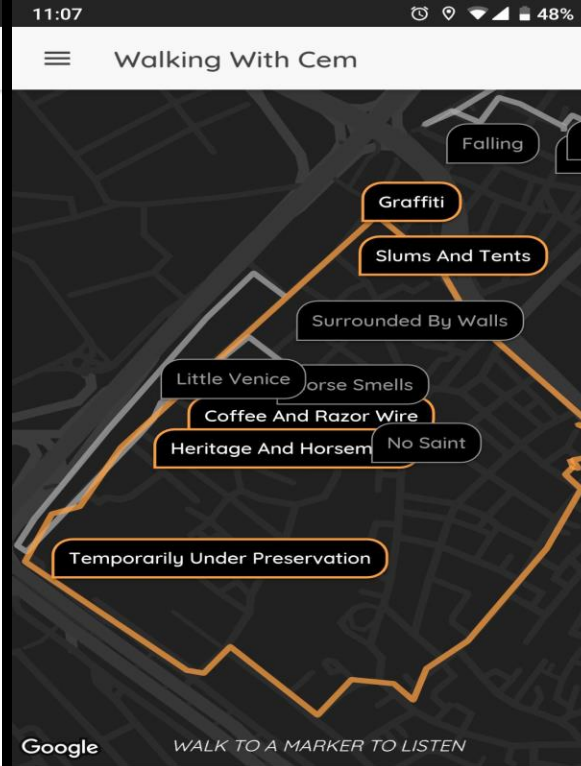 11:07 48%
Walking With Cem
Falling
Graffiti
Slums And Tents
Surrounded By Walls
Little Venice
orse Smells
Coffee And Razor Wire
Heritage And Horsem
No Saint
Temporarily Under Preservation
Google WALK TO A MARKER TO LISTEN